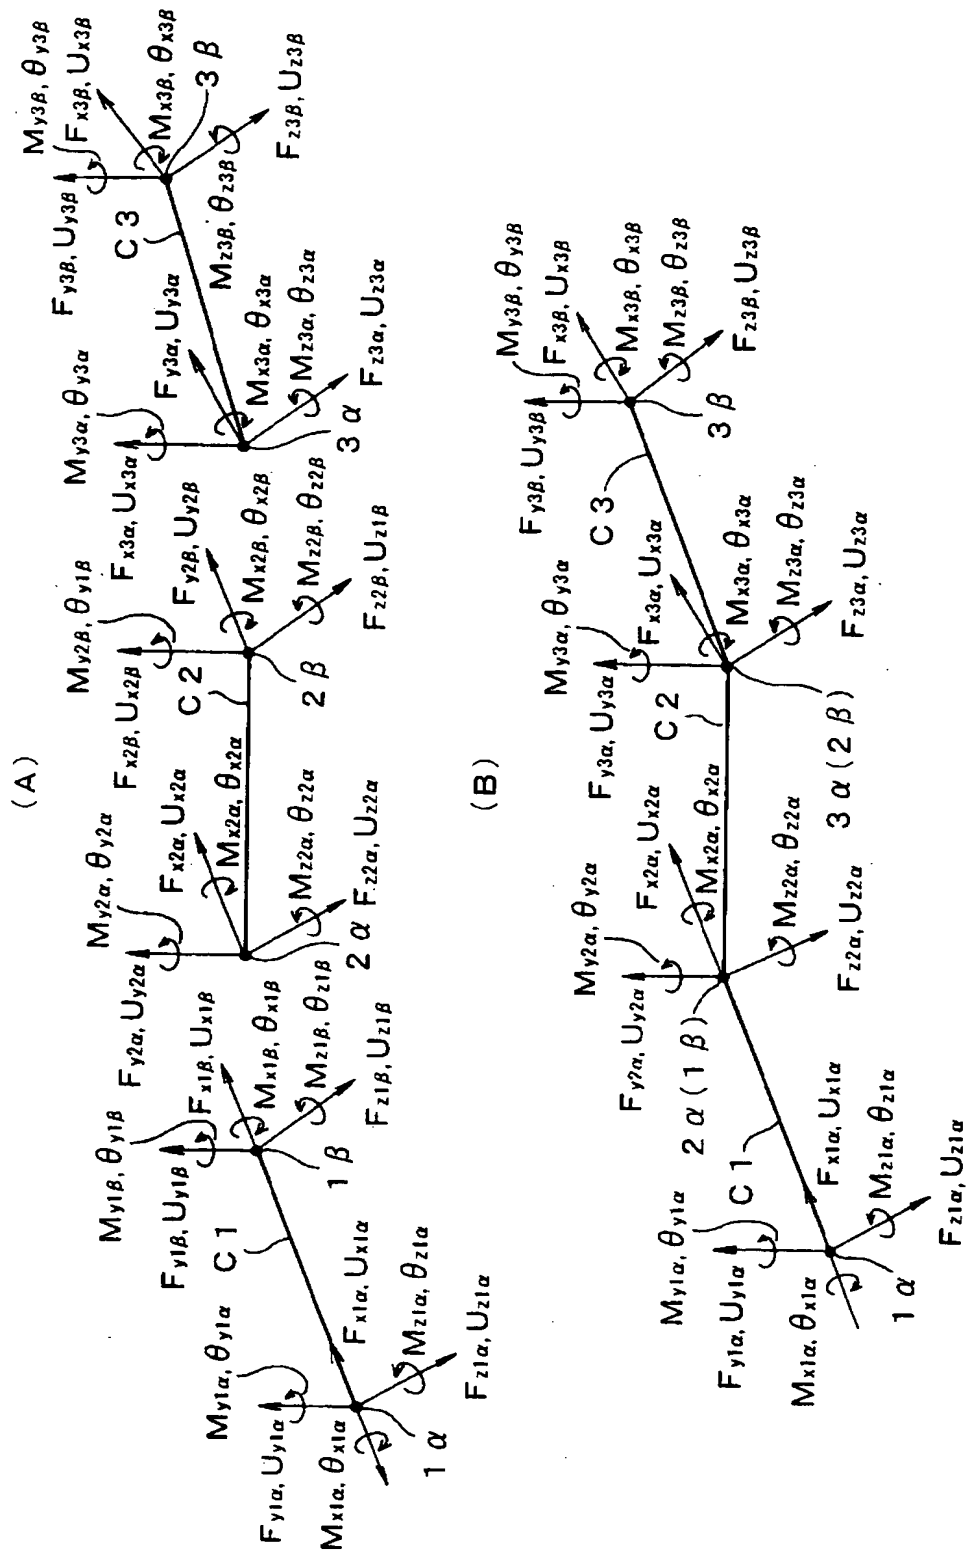 (A)
Fy1α, Uy1α
My1α, θy1α
Mx1α, θx1α
1α
Fx1α, Ux1α
Mz1α, θz1α
Fz1α, Uz1α
C1
My1β, θy1β
Fy1β, Uy1β
Fx1β, Ux1β
Mx1β, θx1β
Mz1β, θz1β
Fz1β, Uz1β
1β
Fy2α, Uy2α
My2α, θy2α
Fx2α, Ux2α
Mx2α, θx2α
Mz2α, θz2α
Fz2α, Uz2α
2α
C2
My2β, θy1β
Fx2β, Ux2β
Fy2β, Uy2β
Mx2β, θx2β
Mz2β, θz2β
Fz2β, Uz1β
2β
My3α, θy3α
Fx3α, Ux3α
Fy3α, Uy3α
Mx3α, θx3α
Mz3α, θz3α
Fz3α, Uz3α
3α
C3
My3β, θy3β
Fy3β, Uy3β
Fx3β, Ux3β
Mx3β, θx3β
3β
Mz3β, θz3β
Fz3β, Uz3β
(B)
My1α, θy1α
Fy1α, Uy1α
Mx1α, θx1α
1α
C1
Fx1α, Ux1α
Mz1α, θz1α
Fz1α, Uz1α
My2α, θy2α
Fy?α, Uy2α
2α(1β)
Fx2α, Ux2α
Mx2α, θx2α
Mz2α, θz2α
Fz2α, Uz2α
C2
My3α, θy3α
Fy3α, Uy3α
Fx3α, Ux3α
Mx3α, θx3α
Mz3α, θz3α
Fz3α, Uz3α
3α(2β)
C3
My3β, θy3β
Fy3β, Uy3β
Fx3β, Ux3β
Mx3β, θx3β
Mz3β, θz3β
Fz3β, Uz3β
3β